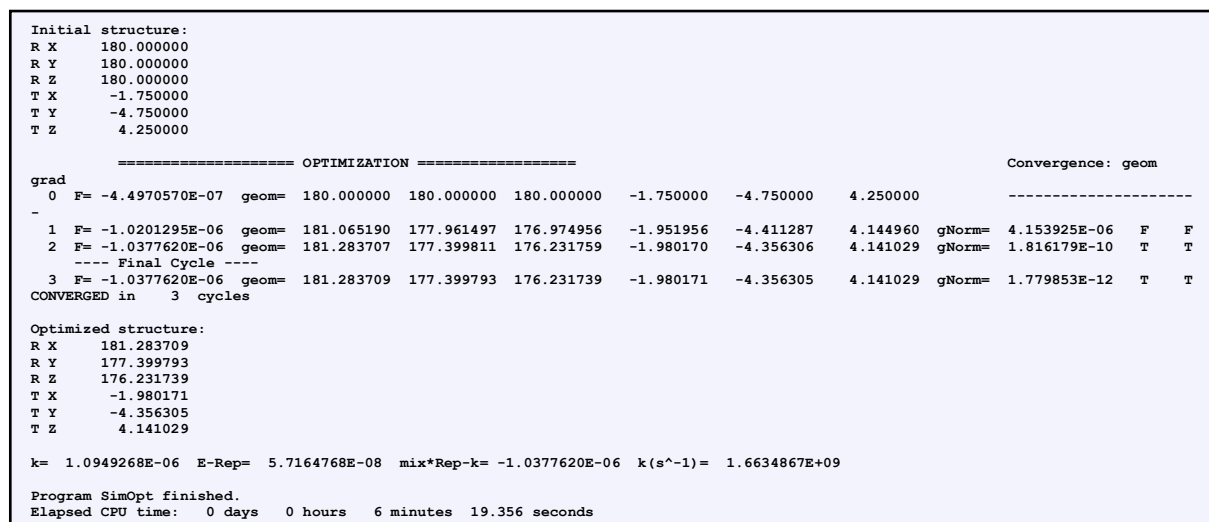 Initial structure:
R X      180.000000
R Y      180.000000
R Z      180.000000
T X       -1.750000
T Y       -4.750000
T Z        4.250000
==================== OPTIMIZATION ==================                                                 Convergence: geom
grad
0  F= -4.4970570E-07  geom=  180.000000  180.000000  180.000000    -1.750000    -4.750000     4.250000          ---------------------
-
1  F= -1.0201295E-06  geom=  181.065190  177.961497  176.974956    -1.951956    -4.411287     4.144960  gNorm=  4.153925E-06   F    F
2  F= -1.0377620E-06  geom=  181.283707  177.399811  176.231759    -1.980170    -4.356306     4.141029  gNorm=  1.816179E-10   T    T
---- Final Cycle ----
3  F= -1.0377620E-06  geom=  181.283709  177.399793  176.231739    -1.980171    -4.356305     4.141029  gNorm=  1.779853E-12   T    T
CONVERGED in    3  cycles
Optimized structure:
R X      181.283709
R Y      177.399793
R Z      176.231739
T X       -1.980171
T Y       -4.356305
T Z        4.141029
k=  1.0949268E-06  E-Rep=  5.7164768E-08  mix*Rep-k= -1.0377620E-06  k(s^-1)=  1.6634867E+09
Program SimOpt finished.
Elapsed CPU time:   0 days   0 hours   6 minutes  19.356 seconds